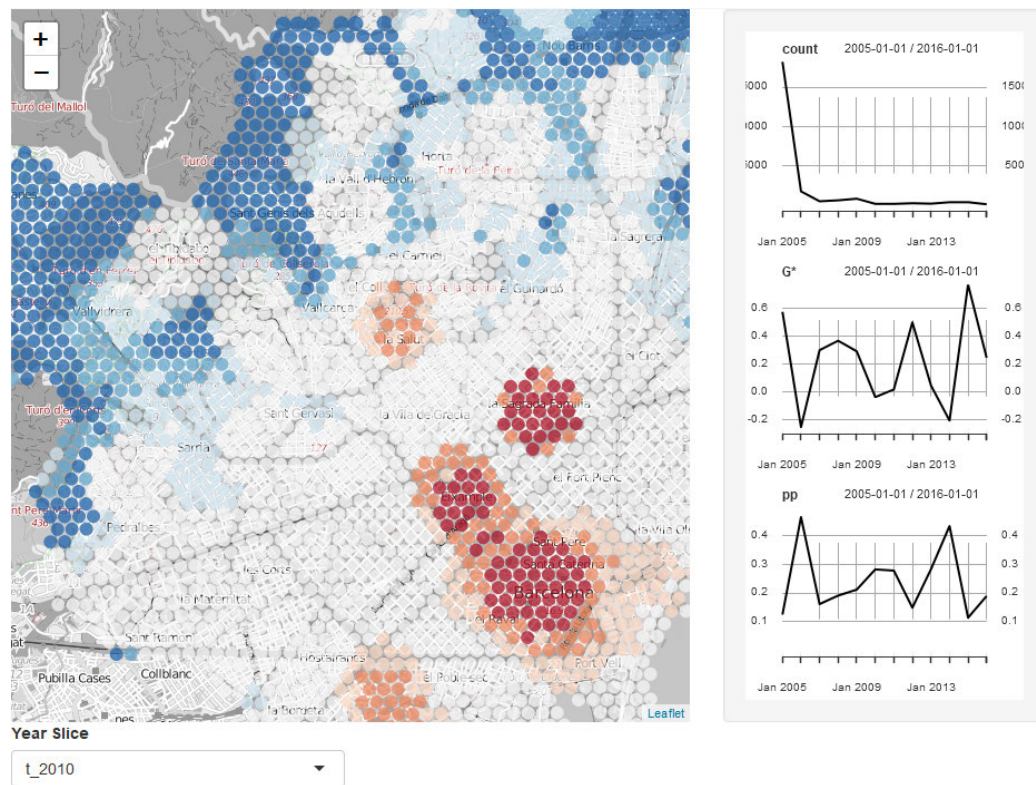 +
−
Turó del Mallol
Nou Barris
Horta
la Vall d'Hebron
Turó de la Peira
Sant Genís dels Agudells
la Sagrera
el Carmel
Vallvidrera
Vallcarca
el Guinardó
la Salut
el Clot
la Sagrada Família
Sant Gervasi
la Vila de Gràcia
Sarrià
127
el Fort Pienc
Eixample
Pedralbes
Sant Pere
Santa Caterina
les Corts
Barcelona
la Maternitat
el Raval
Sant Ramon
Hostafrancs
Port Vell
Pubilla Cases
Collblanc
el Poble-sec
la Bordeta
Leaflet
count 2005-01-01 / 2016-01-01
5000
Jan 2005 Jan 2009 Jan 2013
G* 2005-01-01 / 2016-01-01
0.6 0.6
0.4 0.4
0.2 0.2
0.0 0.0
-0.2 -0.2
Jan 2005 Jan 2009 Jan 2013
pp 2005-01-01 / 2016-01-01
0.4 0.4
0.3 0.3
0.2 0.2
0.1 0.1
Jan 2005 Jan 2009 Jan 2013
Year Slice
t_2010